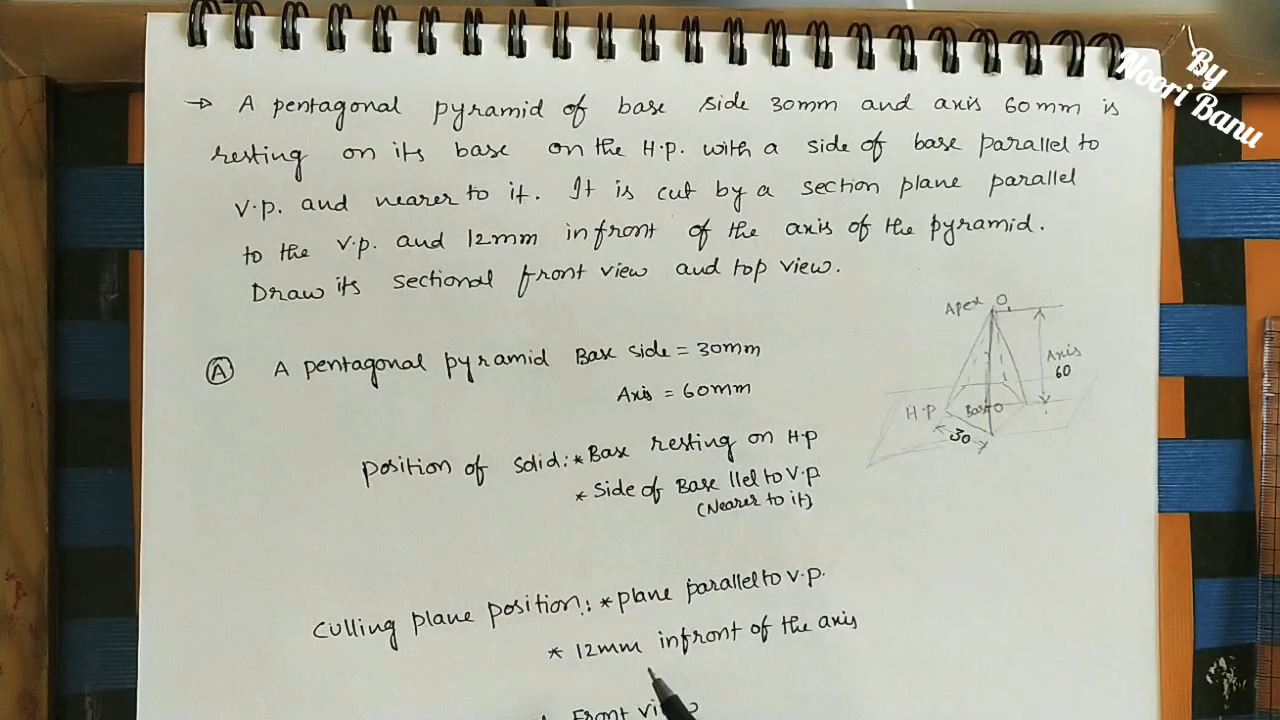 → A pentagonal pyramid of base side 30mm and axis 60mm is
resting on its base on the H.P. with a side of base parallel to
V.P. and nearer to it. It is cut by a section plane parallel
to the V.P. and 12mm infront of the axis of the pyramid.
Draw its sectional front view and top view.
By
Noori Banu
A A pentagonal pyramid Base side = 30mm
Axis = 60mm
Apex O1
Axis
60
H.P Base O
30
position of solid: * Base resting on H.P
* Side of Base llel to V.P
(Nearer to it)
Culling plane position: * plane parallel to V.P.
* 12mm infront of the axis
Front view